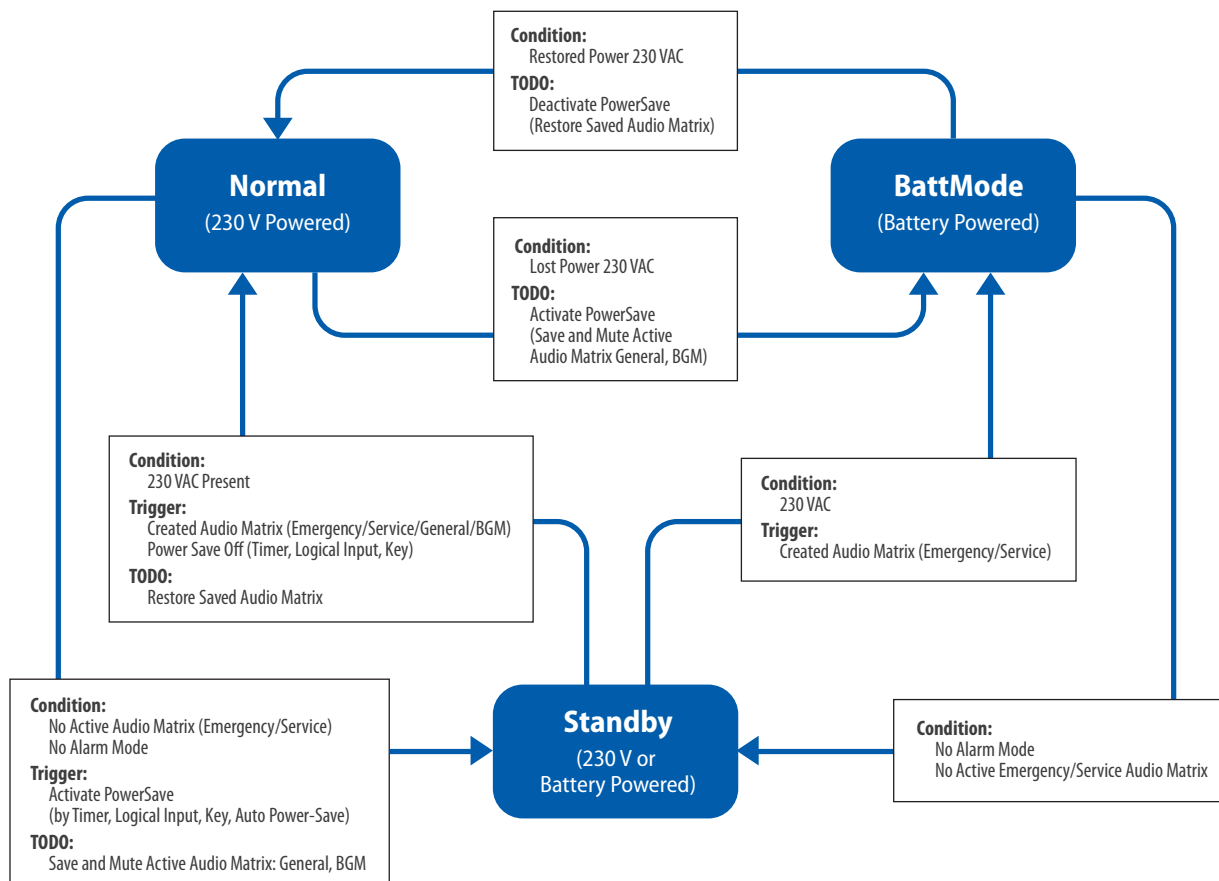 Condition:
Restored Power 230 VAC
TODO:
Deactivate PowerSave
(Restore Saved Audio Matrix)
Normal
(230 V Powered)
BattMode
(Battery Powered)
Condition:
Lost Power 230 VAC
TODO:
Activate PowerSave
(Save and Mute Active
Audio Matrix General, BGM)
Condition:
230 VAC Present
Trigger:
Created Audio Matrix (Emergency/Service/General/BGM)
Power Save Off (Timer, Logical Input, Key)
TODO:
Restore Saved Audio Matrix
Condition:
230 VAC
Trigger:
Created Audio Matrix (Emergency/Service)
Condition:
No Active Audio Matrix (Emergency/Service)
No Alarm Mode
Trigger:
Activate PowerSave
(by Timer, Logical Input, Key, Auto Power-Save)
TODO:
Save and Mute Active Audio Matrix: General, BGM
Standby
(230 V or
Battery Powered)
Condition:
No Alarm Mode
No Active Emergency/Service Audio Matrix